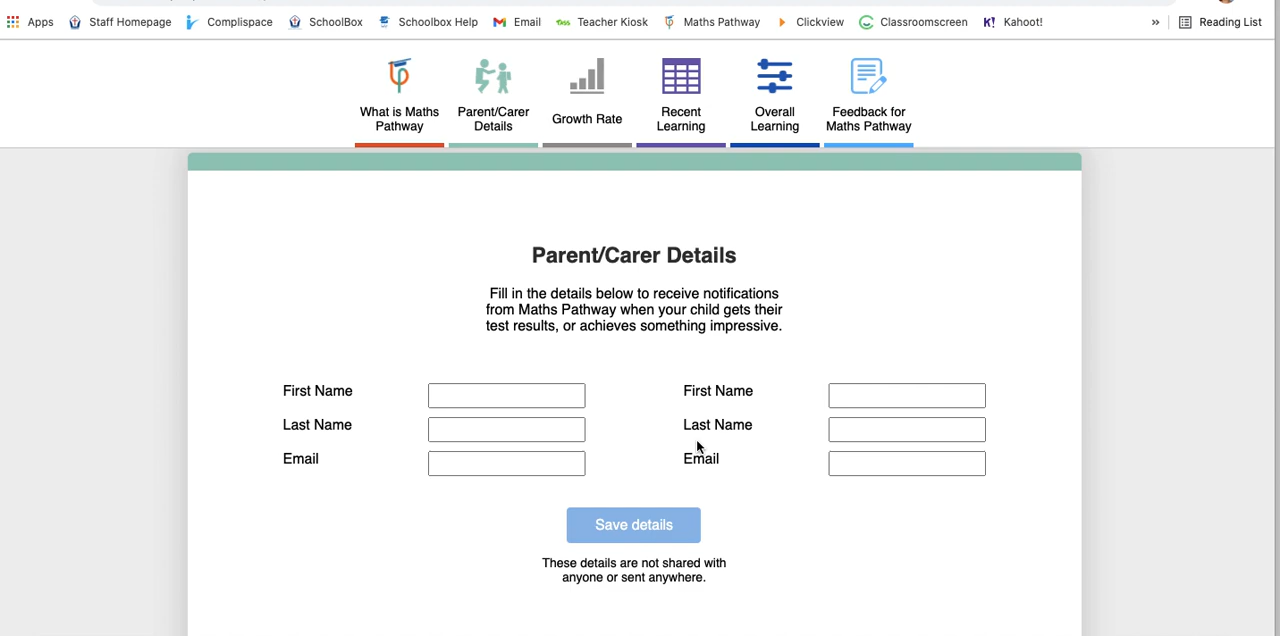 Apps Staff Homepage Complispace SchoolBox Schoolbox Help Email Teacher Kiosk Maths Pathway Clickview Classroomscreen K! Kahoot! » Reading List
What is Maths Pathway
Parent/Carer Details
Growth Rate
Recent Learning
Overall Learning
Feedback for Maths Pathway
Parent/Carer Details
Fill in the details below to receive notifications
from Maths Pathway when your child gets their
test results, or achieves something impressive.
First Name First Name
Last Name Last Name
Email Email
Save details
These details are not shared with
anyone or sent anywhere.